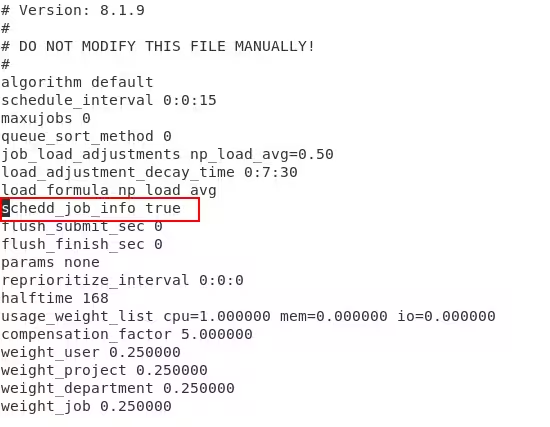 # Version: 8.1.9
#
# DO NOT MODIFY THIS FILE MANUALLY!
#
algorithm default
schedule_interval 0:0:15
maxujobs 0
queue_sort_method 0
job_load_adjustments np_load_avg=0.50
load_adjustment_decay_time 0:7:30
load_formula np_load_avg
schedd_job_info true
flush_submit_sec 0
flush_finish_sec 0
params none
reprioritize_interval 0:0:0
halftime 168
usage_weight_list cpu=1.000000 mem=0.000000 io=0.000000
compensation_factor 5.000000
weight_user 0.250000
weight_project 0.250000
weight_department 0.250000
weight_job 0.250000